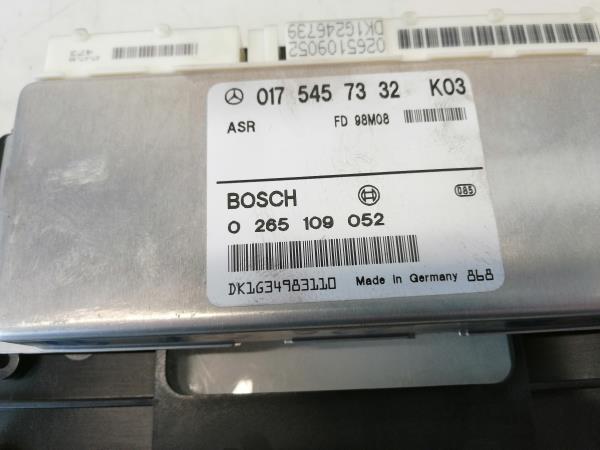 0265109052
DK1G246739
017 545 73 32 K03
ASR FD 98M08
BOSCH 085
0 265 109 052
DK1G34983110 Made in Germany 868